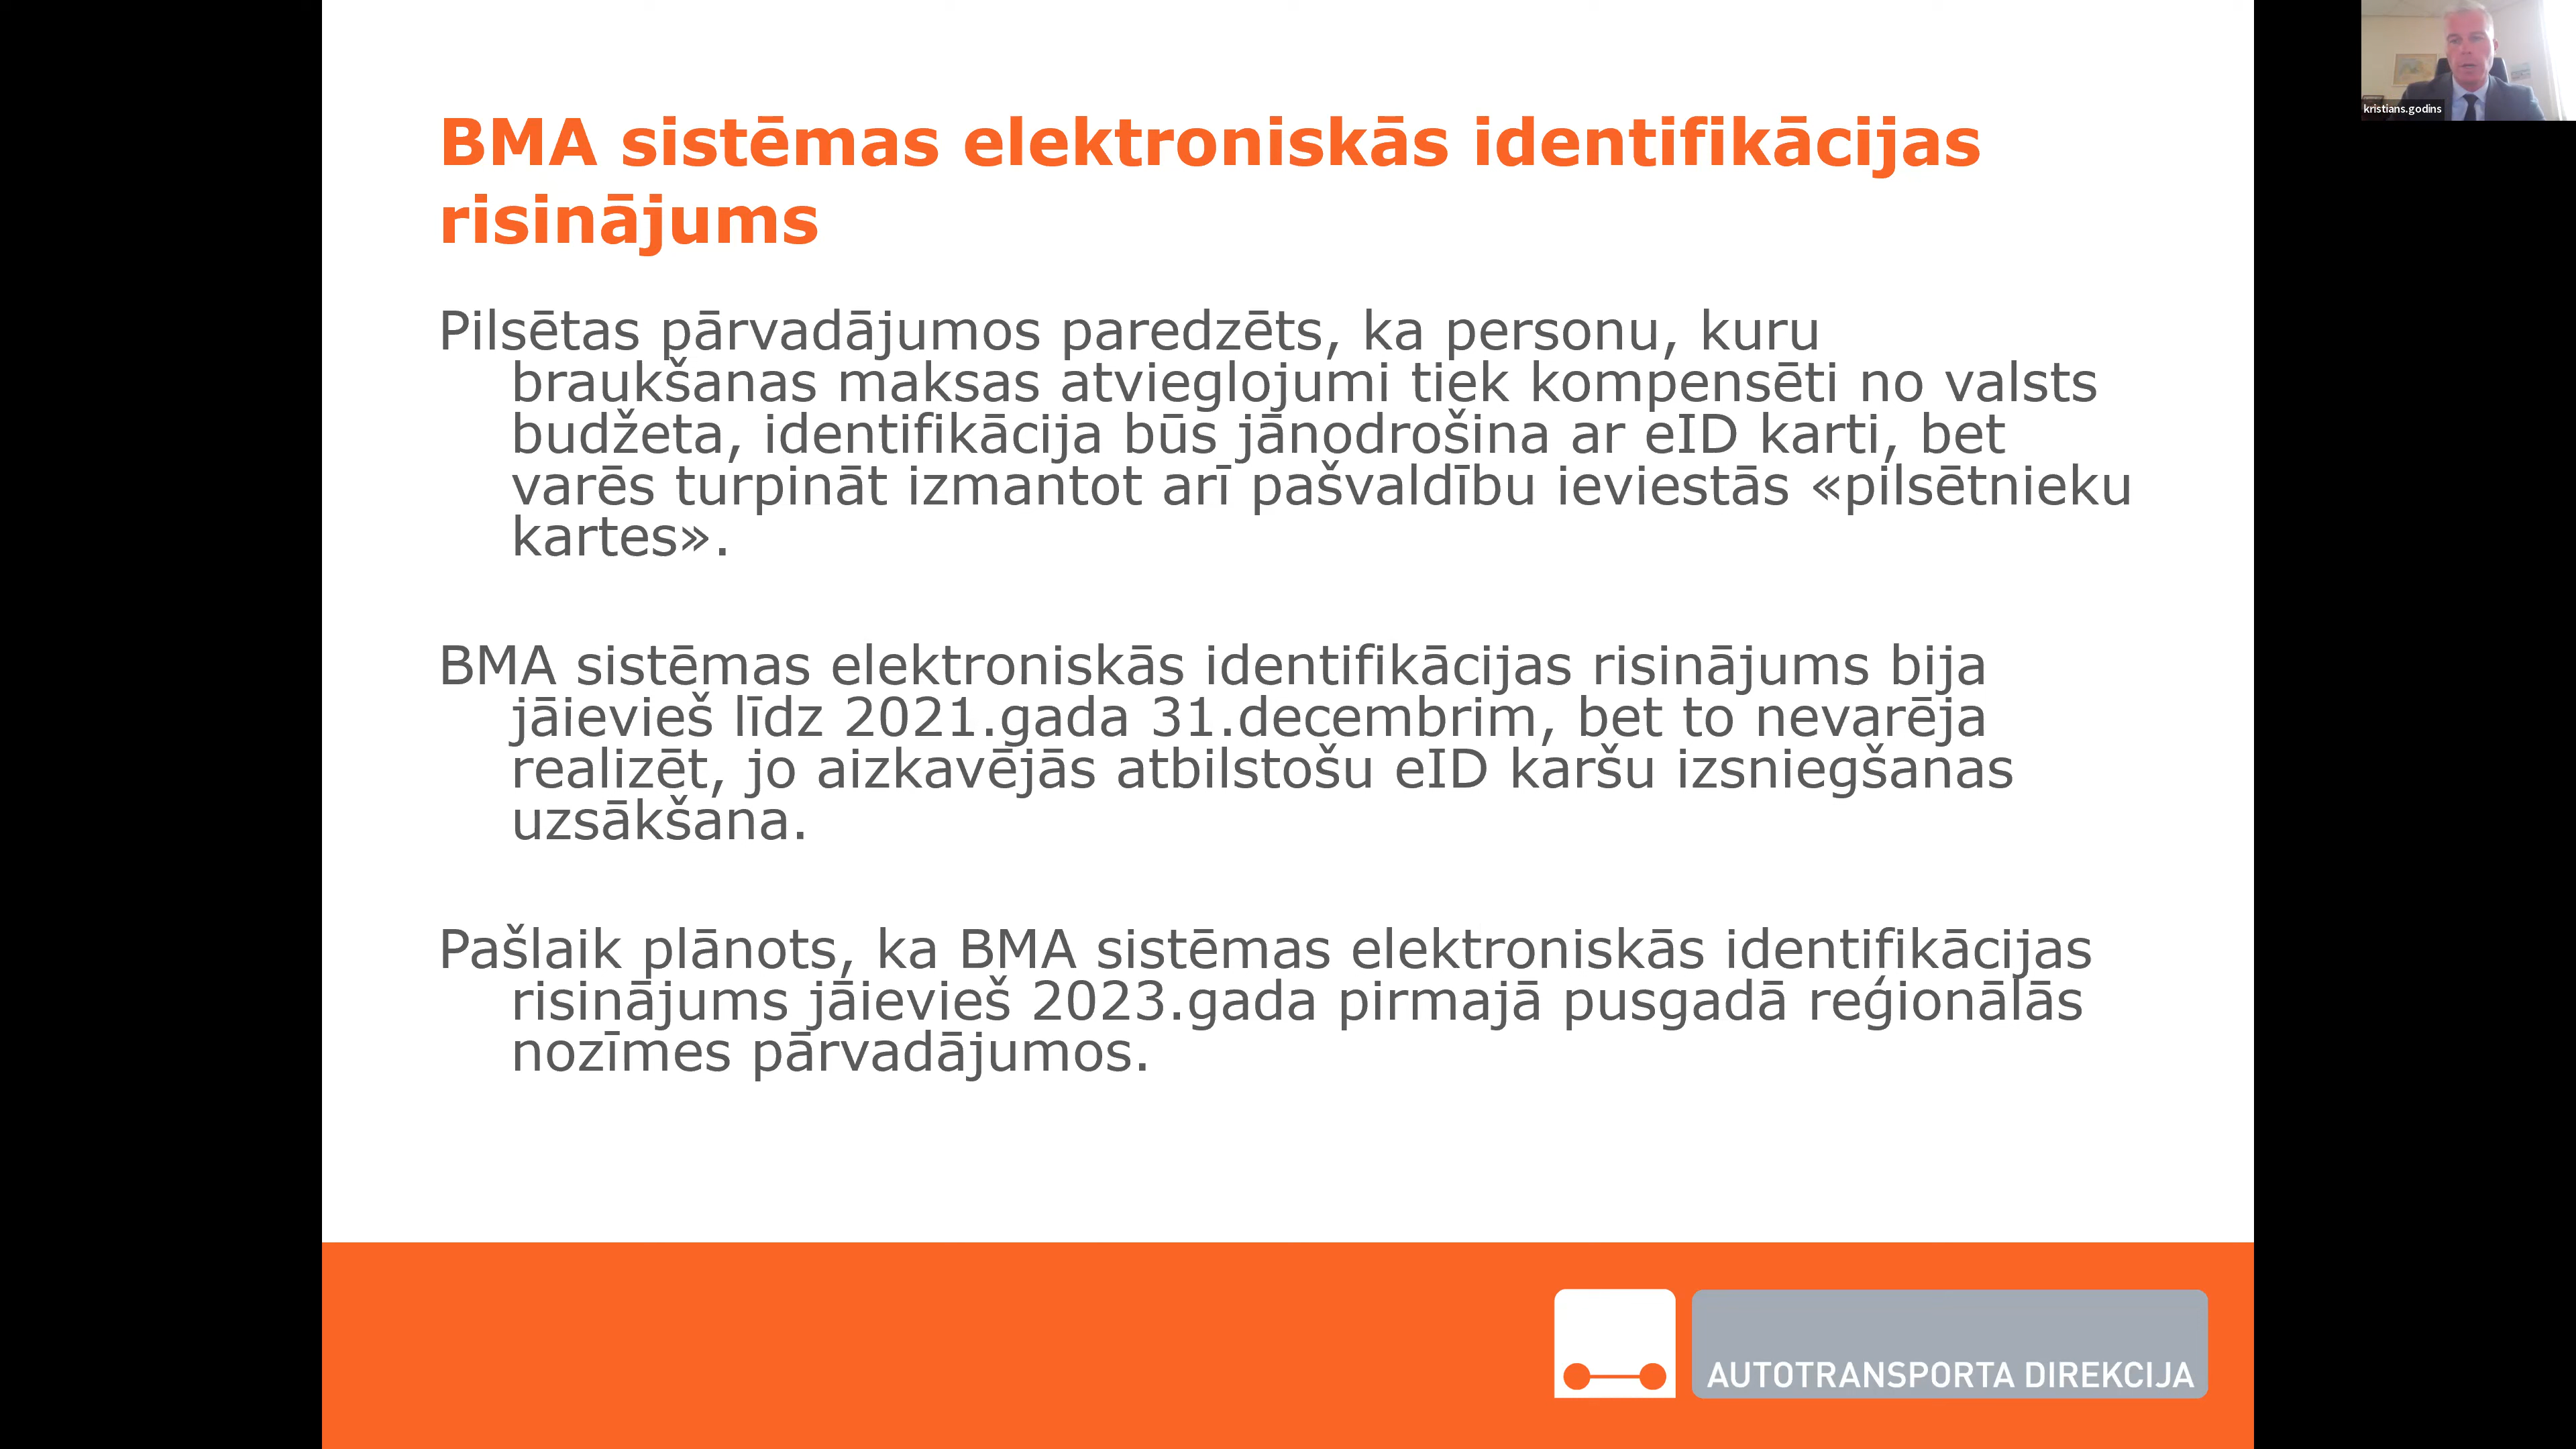 BMA sistēmas elektroniskās identifikācijas
risinājums
Pilsētas pārvadājumos paredzēts, ka personu, kuru
braukšanas maksas atvieglojumi tiek kompensēti no valsts
budžeta, identifikācija būs jānodrošina ar eID karti, bet
varēs turpināt izmantot arī pašvaldību ieviestās «pilsētnieku
kartes».
BMA sistēmas elektroniskās identifikācijas risinājums bija
jāievieš līdz 2021.gada 31.decembrim, bet to nevarēja
realizēt, jo aizkavējās atbilstošu eID karšu izsniegšanas
uzsākšana.
Pašlaik plānots, ka BMA sistēmas elektroniskās identifikācijas
risinājums jāievieš 2023.gada pirmajā pusgadā reģionālās
nozīmes pārvadājumos.
AUTOTRANSPORTA DIREKCIJA
kristians.godins